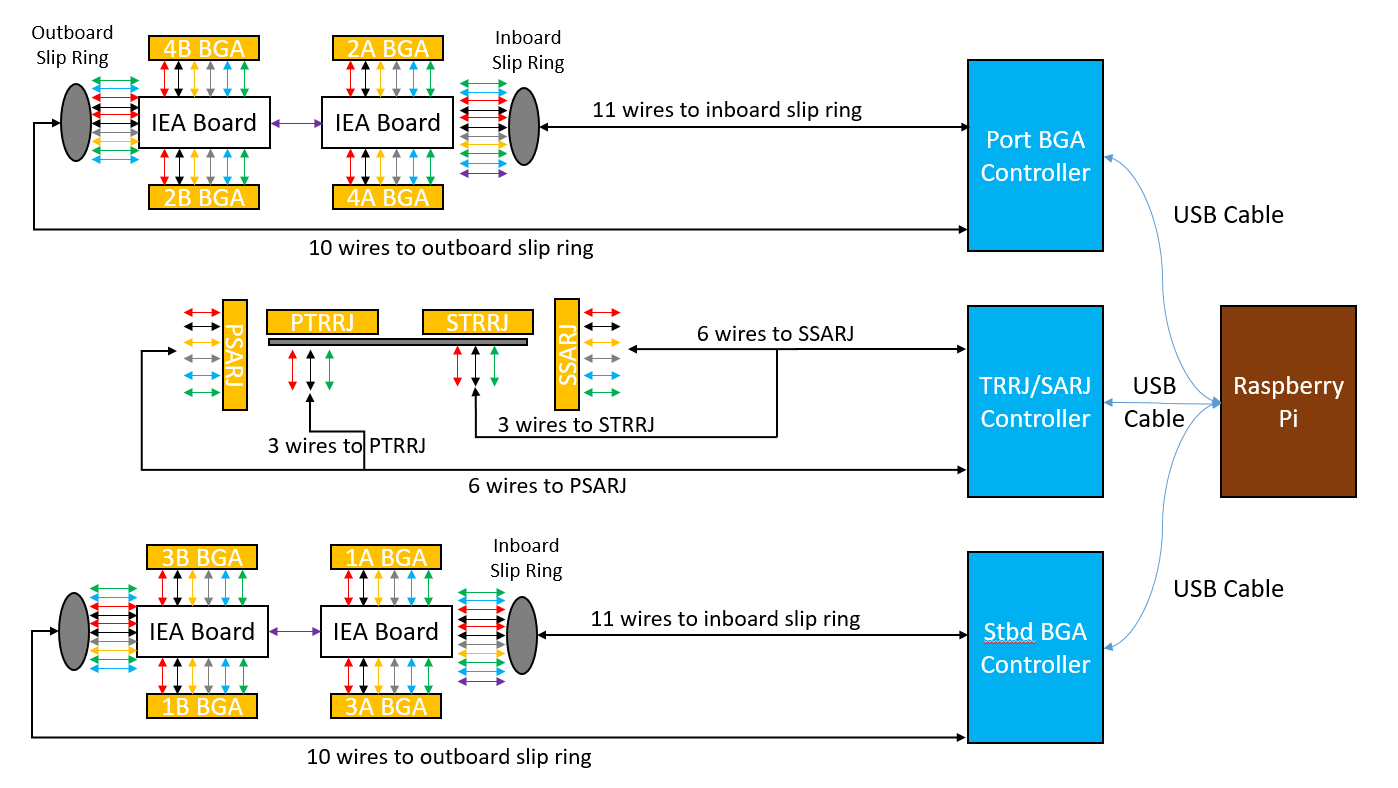 Outboard
Slip Ring
4B BGA
2A BGA
Inboard
Slip Ring
IEA Board
IEA Board
11 wires to inboard slip ring
Port BGA
Controller
2B BGA
4A BGA
USB Cable
10 wires to outboard slip ring
PSARJ
PTRRJ
STRRJ
SSARJ
6 wires to SSARJ
TRRJ/SARJ
Controller
USB
Cable
Raspberry
Pi
3 wires to STRRJ
3 wires to PTRRJ
6 wires to PSARJ
3B BGA
1A BGA
Inboard
Slip Ring
IEA Board
IEA Board
11 wires to inboard slip ring
Stbd BGA
Controller
USB Cable
1B BGA
3A BGA
10 wires to outboard slip ring